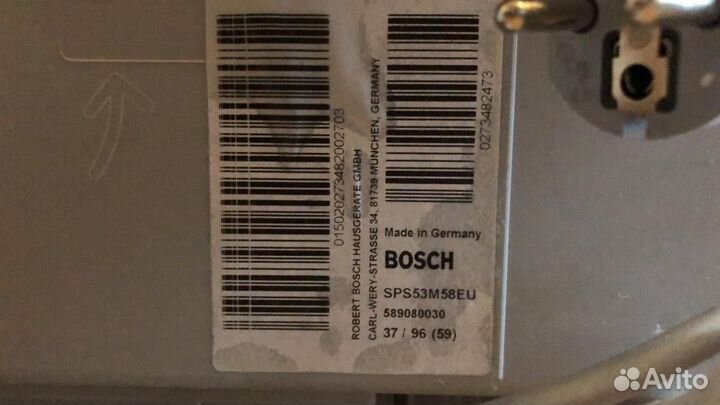 015020273482002703
ROBERT BOSCH HAUSGERÄTE GMBH
CARL-WERY-STRASSE 34, 81739 MÜNCHEN, GERMANY
0273482473
Made in Germany
BOSCH
SPS53M58EU
589080030
37 / 96 (59)
Avito